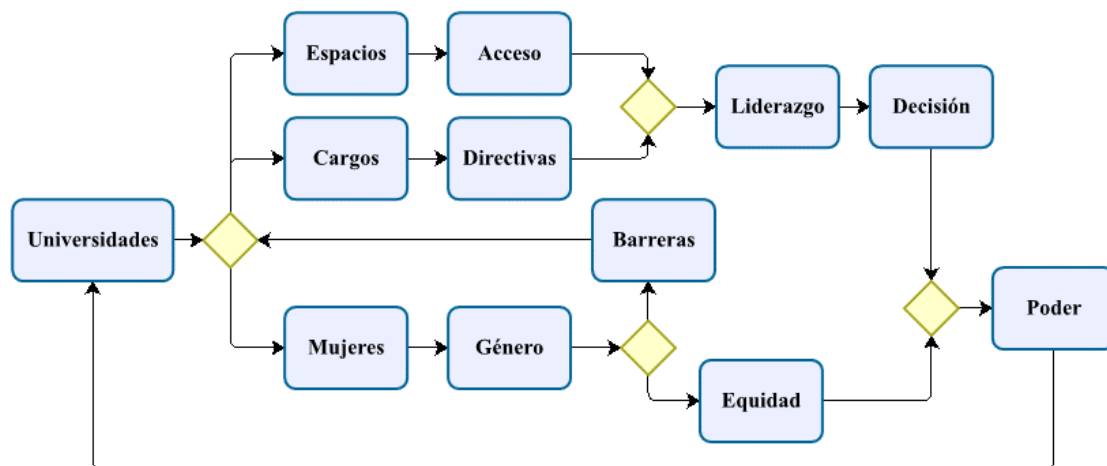 Espacios
Acceso
Liderazgo
Decisión
Cargos
Directivas
Universidades
Barreras
Poder
Mujeres
Género
Equidad